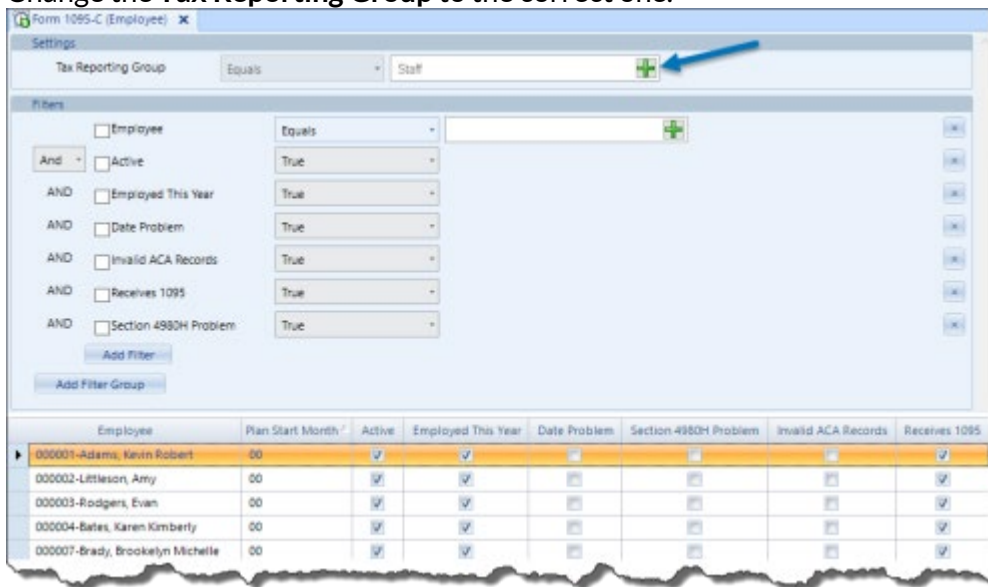 Change the Tax Reporting Group to the correct one.
Form 1095-C (Employee) x
Settings
Tax Reporting Group Equals Staff
Filters
Employee Equals
And Active True
AND Employed This Year True
AND Date Problem True
AND Invalid ACA Records True
AND Receives 1095 True
AND Section 4980H Problem True
Add Filter
Add Filter Group
Employee Plan Start Month Active Employed This Year Date Problem Section 4980H Problem Invalid ACA Records Receives 1095
000001-Adams, Kevin Robert 00
000002-Littleson, Amy 00
000003-Rodgers, Evan 00
000004-Bates, Karen Kimberly 00
000007-Brady, Brookelyn Michelle 00